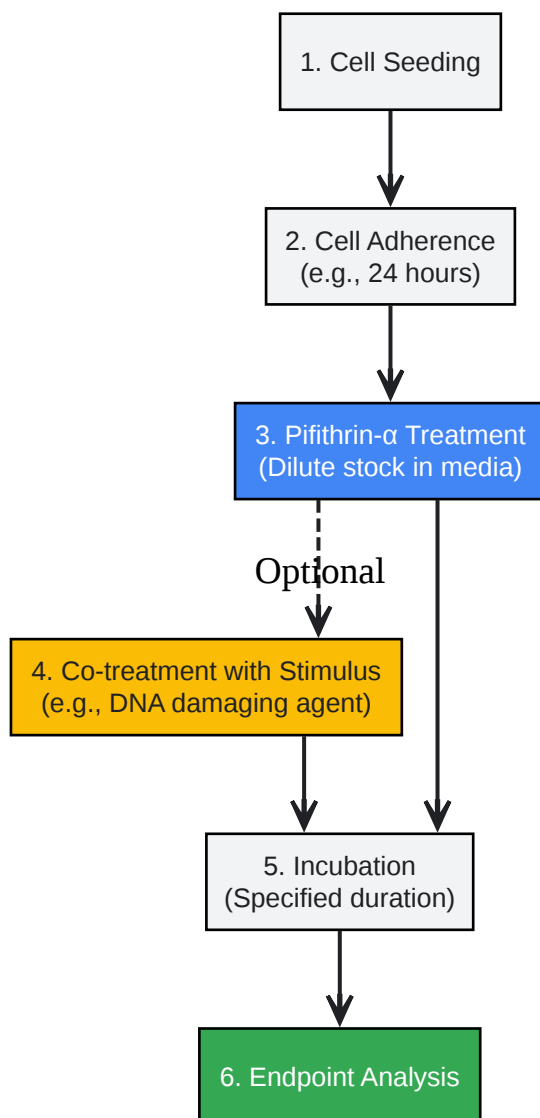 1. Cell Seeding
2. Cell Adherence
(e.g., 24 hours)
3. Pifithrin-α Treatment
(Dilute stock in media)
Optional
4. Co-treatment with Stimulus
(e.g., DNA damaging agent)
5. Incubation
(Specified duration)
6. Endpoint Analysis